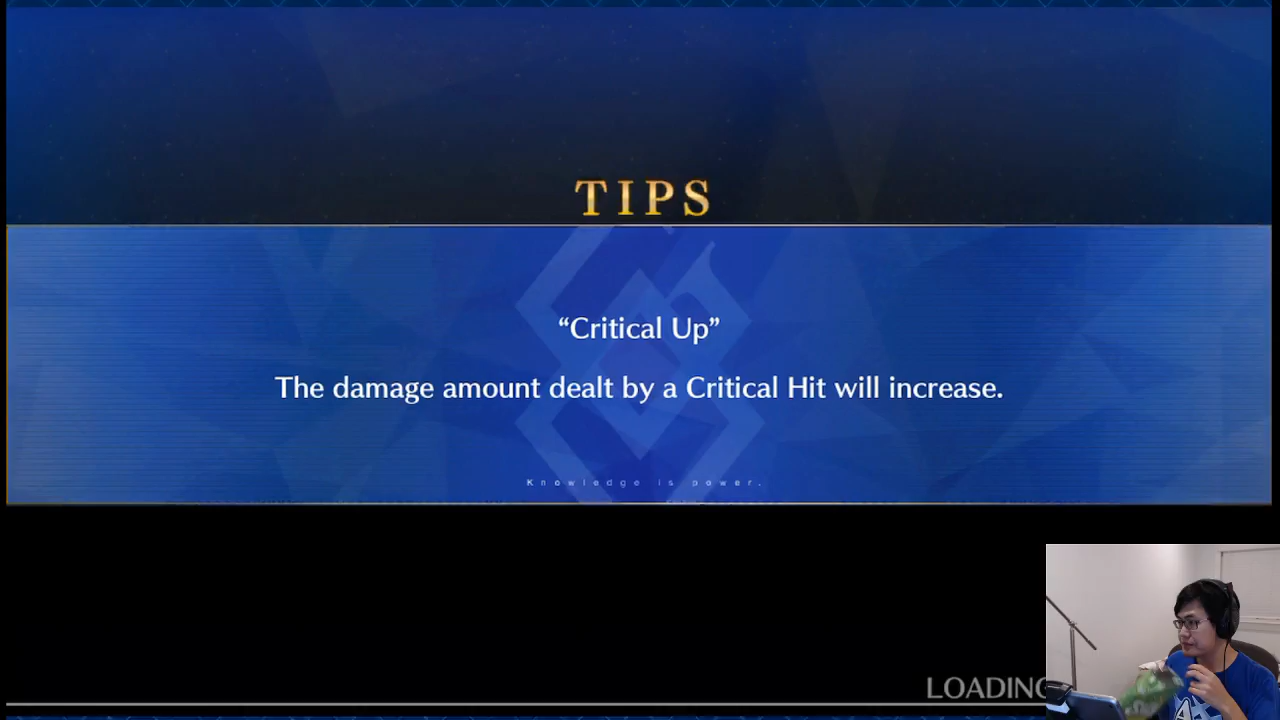 TIPS
“Critical Up”
The damage amount dealt by a Critical Hit will increase.
Knowledge is power.
LOADING